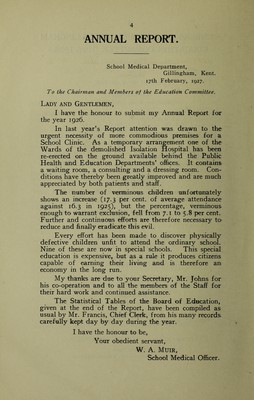 4
ANNUAL REPORT.
School Medical Department,
Gillingham, Kent.
17th February, 1927.
To the Chairman and Members of the Education Committee.
LADY AND GENTLEMEN,
I have the honour to submit my Annual Report for
the year 1926.
In last year's Report attention was drawn to the
urgent necessity of more commodious premises for a
School Clinic. As a temporary arrangement one of the
Wards of the demolished Isolation Hospital has been
re-erected on the ground available behind the Public
Health and Education Departments' offices. It contains
a waiting room, a consulting and a dressing room. Con-
ditions have thereby been greatly improved and are much
appreciated by both patients and staff.
The number of verminous children unfortunately
shows an increase (17.3 per cent. of average attendance
against 16.3 in 1925), but the percentage, verminous
enough to warrant exclusion, fell from 7.1 to 5.8 per cent.
Further and continuous efforts are therefore necessary to
reduce and finally eradicate this evil.
Every effort has been made to discover physically
defective children unfit to attend the ordinary school.
Nine of these are now in special schools. This special
education is expensive, but as a rule it produces citizens
capable of earning their living and is therefore an
economy in the long run.
My thanks are due to your Secretary, Mr. Johns for
his co-operation and to all the members of the Staff for
their hard work and continued assistance.
The Statistical Tables of the Board of Education,
given at the end of the Report, have been compiled as
usual by Mr. Francis, Chief Clerk, from his many records
carefully kept day by day during the year.
I have the honour to be,
Your obedient servant,
W. A. MUIR,
School Medical Officer.